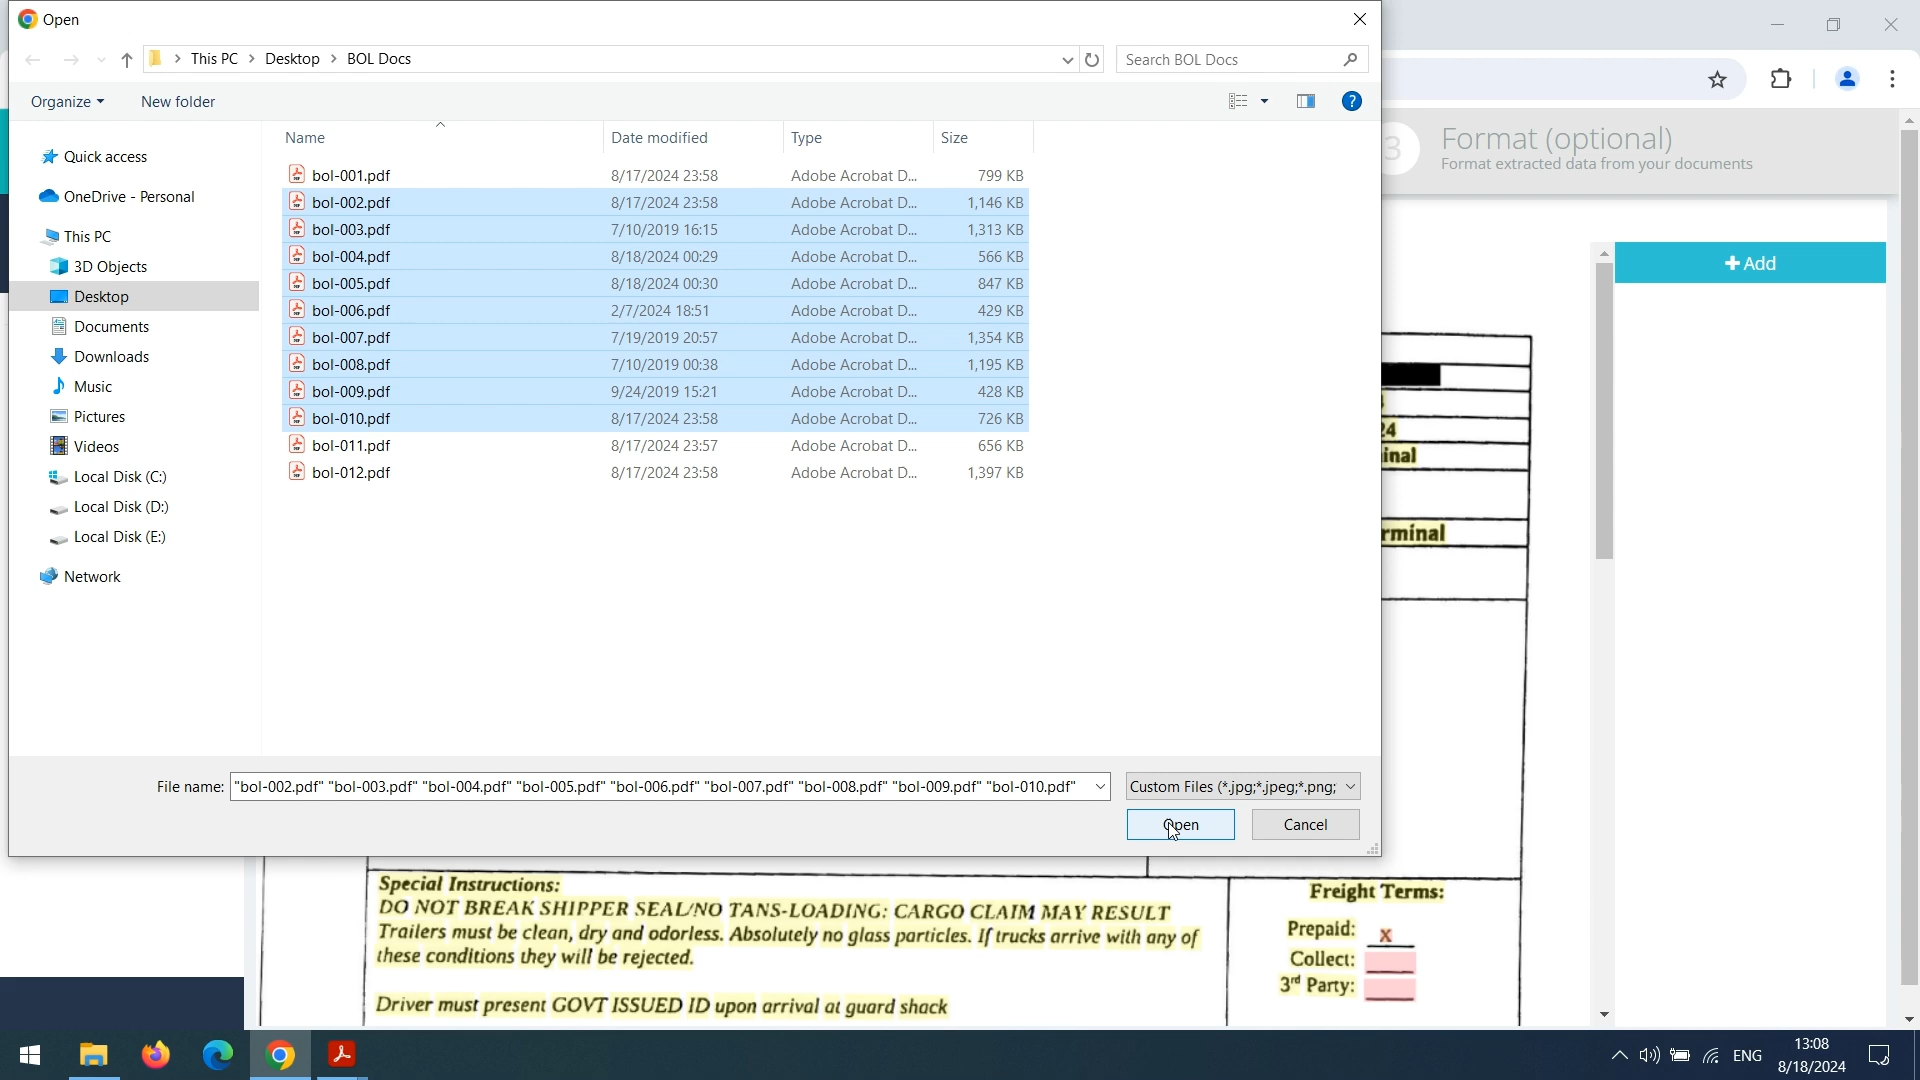 Open
This PC > Desktop > BOL Docs
Search BOL Docs
Organize
New folder
Format (optional)
Format extracted data from your documents
3
Name Date modified Type Size
Quick access
OneDrive - Personal
This PC
3D Objects
Desktop
Documents
Downloads
Music
Pictures
Videos
Local Disk (C:)
Local Disk (D:)
Local Disk (E:)
Network
bol-001.pdf 8/17/2024 23:58 Adobe Acrobat D... 799 KB
bol-002.pdf 8/17/2024 23:58 Adobe Acrobat D... 1,146 KB
bol-003.pdf 7/10/2019 16:15 Adobe Acrobat D... 1,313 KB
bol-004.pdf 8/18/2024 00:29 Adobe Acrobat D... 566 KB
bol-005.pdf 8/18/2024 00:30 Adobe Acrobat D... 847 KB
bol-006.pdf 2/7/2024 18:51 Adobe Acrobat D... 429 KB
bol-007.pdf 7/19/2019 20:57 Adobe Acrobat D... 1,354 KB
bol-008.pdf 7/10/2019 00:38 Adobe Acrobat D... 1,195 KB
bol-009.pdf 9/24/2019 15:21 Adobe Acrobat D... 428 KB
bol-010.pdf 8/17/2024 23:58 Adobe Acrobat D... 726 KB
bol-011.pdf 8/17/2024 23:57 Adobe Acrobat D... 656 KB
bol-012.pdf 8/17/2024 23:58 Adobe Acrobat D... 1,397 KB
+ Add
24
inal
rminal
File name: "bol-002.pdf" "bol-003.pdf" "bol-004.pdf" "bol-005.pdf" "bol-006.pdf" "bol-007.pdf" "bol-008.pdf" "bol-009.pdf" "bol-010.pdf"
Custom Files (*.jpg;*.jpeg;*.png;
Open
Cancel
Special Instructions:
DO NOT BREAK SHIPPER SEAL/NO TANS-LOADING: CARGO CLAIM MAY RESULT
Trailers must be clean, dry and odorless. Absolutely no glass particles. If trucks arrive with any of
these conditions they will be rejected.
Driver must present GOVT ISSUED ID upon arrival at guard shack
Freight Terms:
Prepaid: X
Collect:
3rd Party:
ENG
13:08
8/18/2024